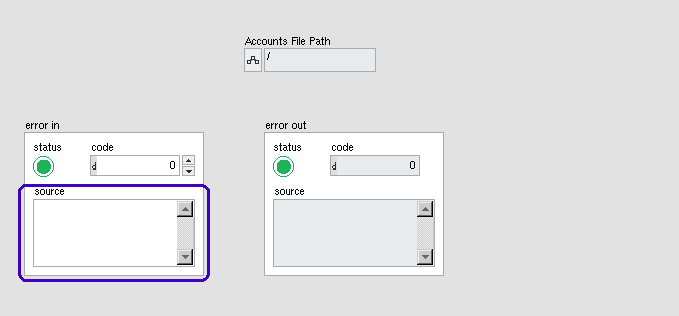 Accounts File Path
/
error in
error out
status
code
status
code
d
0
d
0
source
source